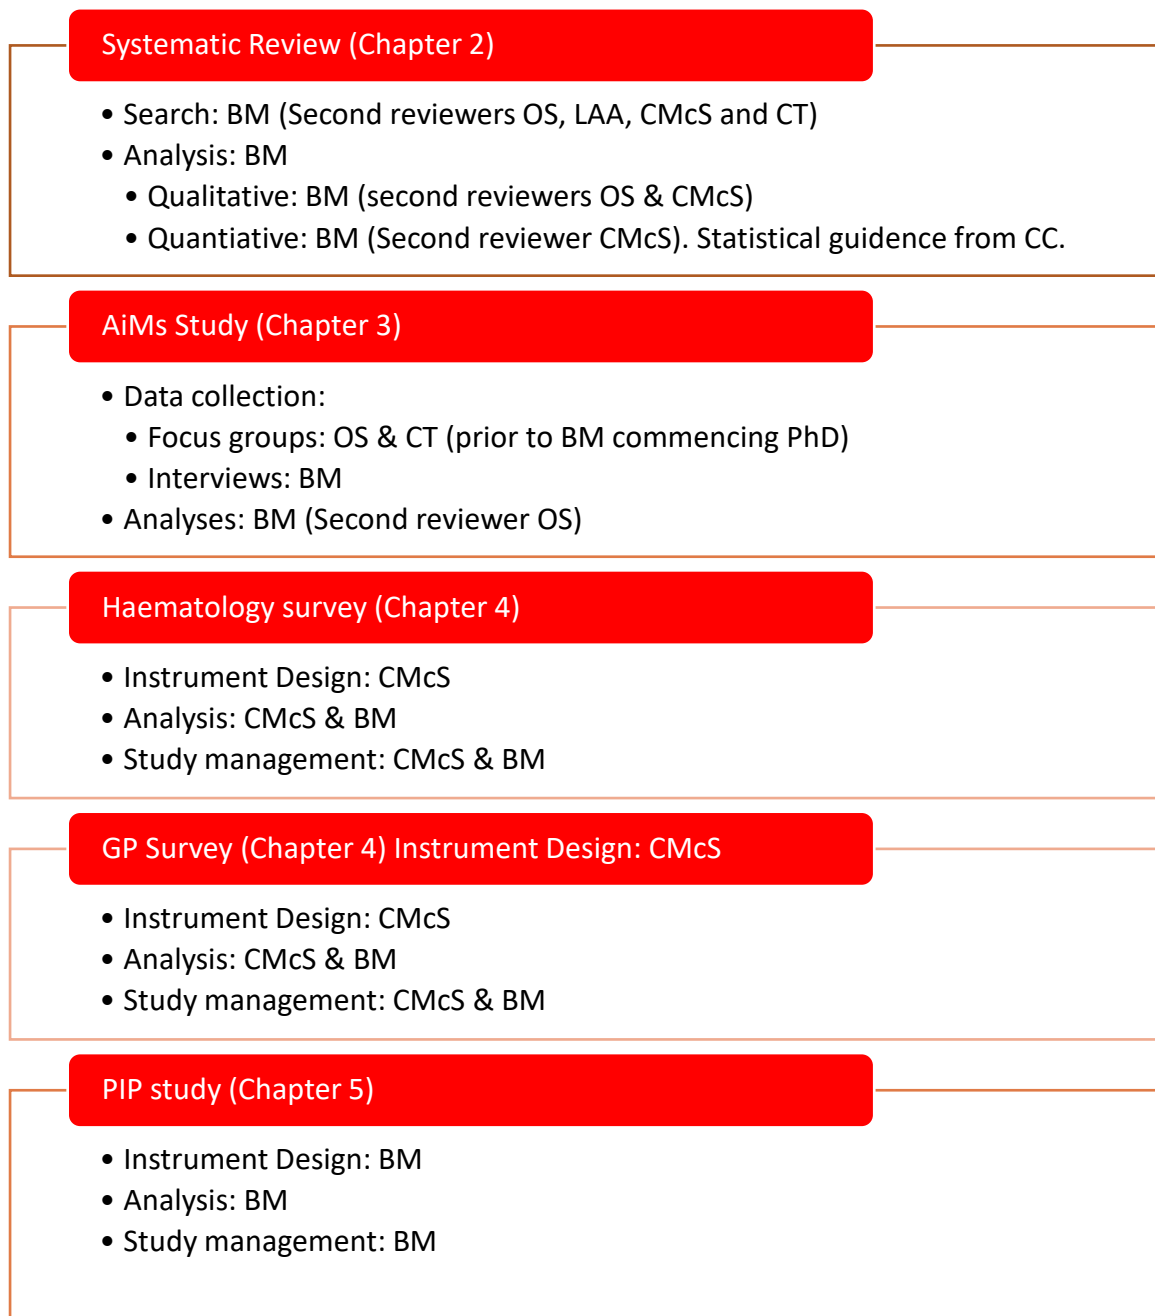 Systematic Review (Chapter 2)
• Search: BM (Second reviewers OS, LAA, CMcS and CT)
• Analysis: BM
• Qualitative: BM (second reviewers OS & CMcS)
• Quantiative: BM (Second reviewer CMcS). Statistical guidence from CC.
AiMs Study (Chapter 3)
• Data collection:
• Focus groups: OS & CT (prior to BM commencing PhD)
• Interviews: BM
• Analyses: BM (Second reviewer OS)
Haematology survey (Chapter 4)
• Instrument Design: CMcS
• Analysis: CMcS & BM
• Study management: CMcS & BM
GP Survey (Chapter 4) Instrument Design: CMcS
• Instrument Design: CMcS
• Analysis: CMcS & BM
• Study management: CMcS & BM
PIP study (Chapter 5)
• Instrument Design: BM
• Analysis: BM
• Study management: BM